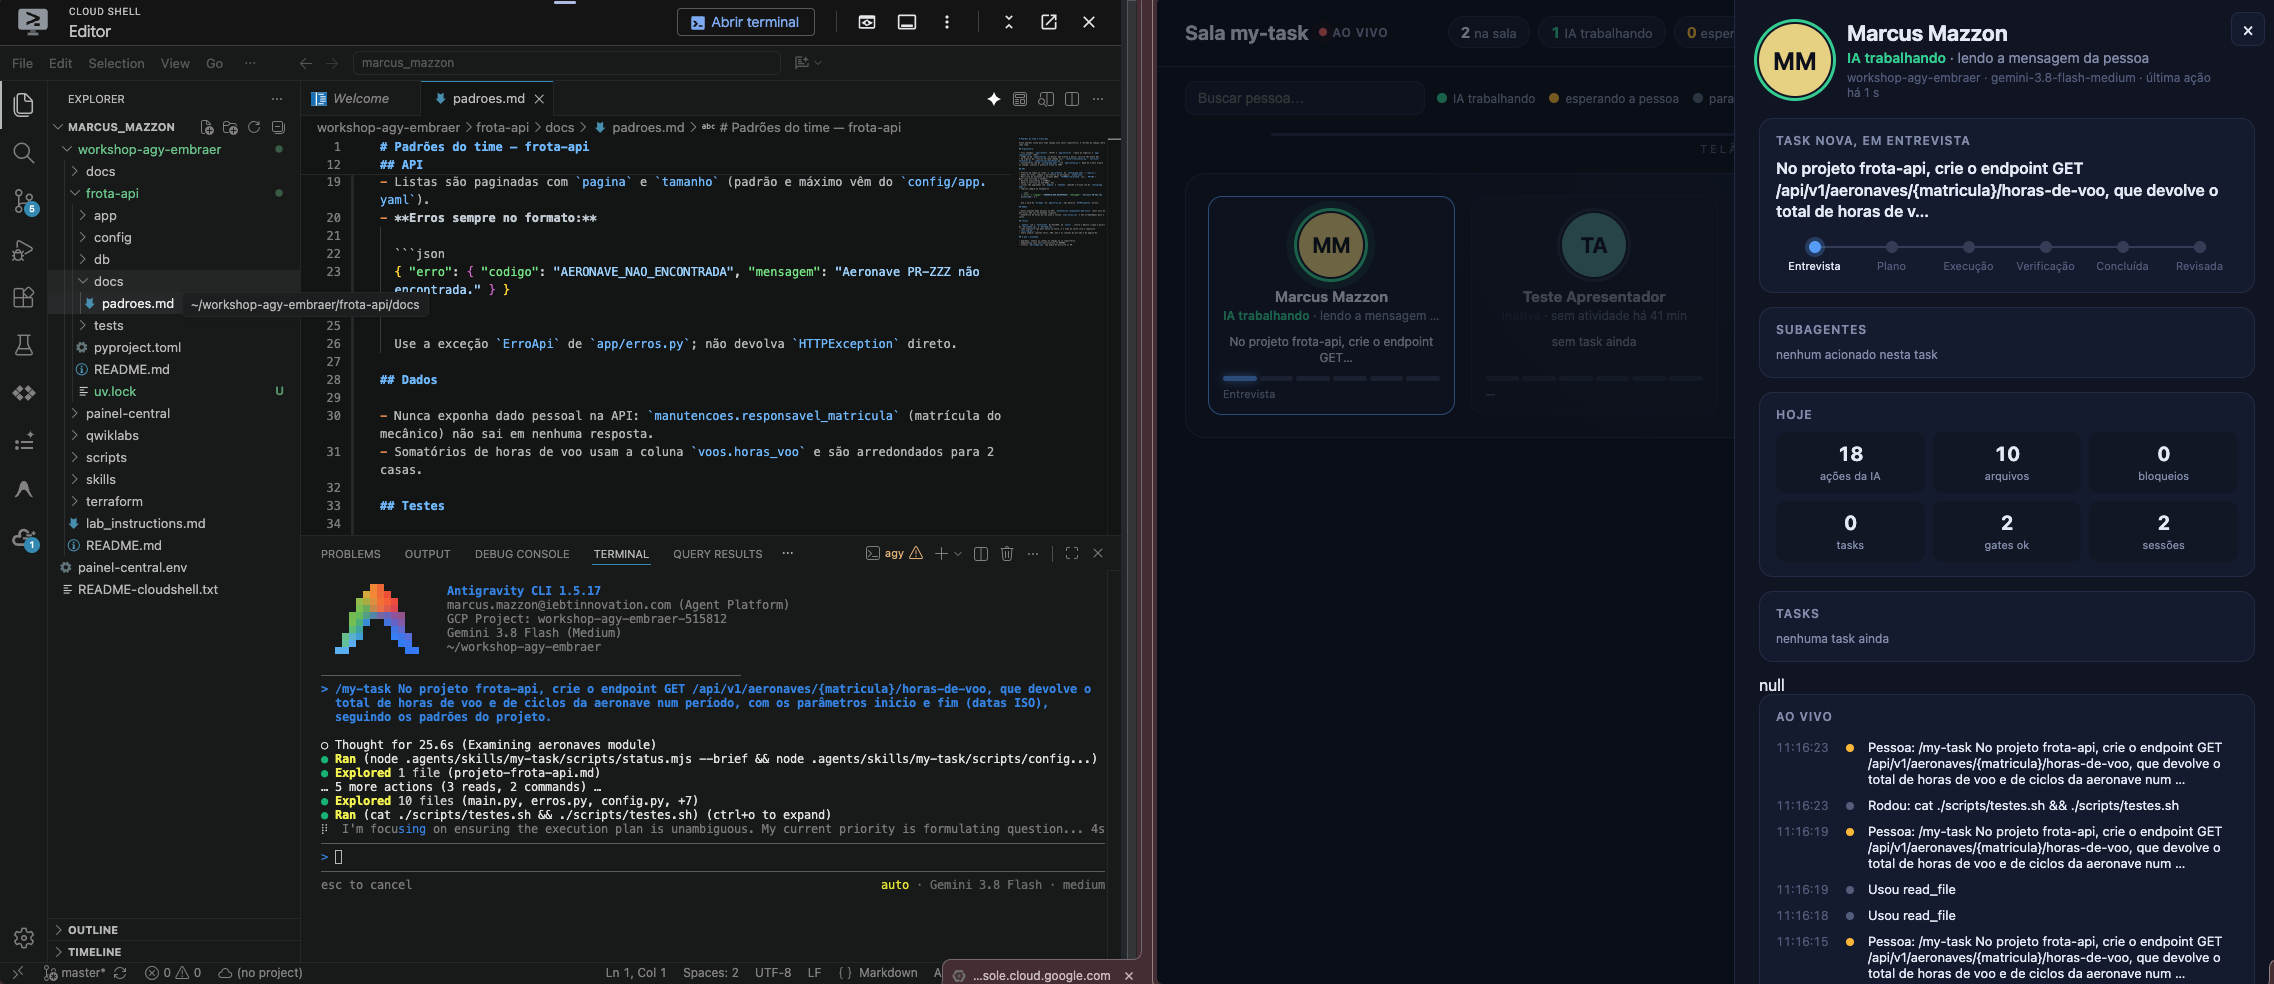 CLOUD SHELL
Editor
Abrir terminal
File Edit Selection View Go ···
marcus_mazzon
EXPLORER
MARCUS_MAZZON
workshop-agy-embraer
docs
frota-api
app
config
db
docs
padroes.md
~/workshop-agy-embraer/frota-api/docs
tests
pyproject.toml
README.md
uv.lock U
painel-central
qwiklabs
scripts
skills
terraform
lab_instructions.md
README.md
painel-central.env
README-cloudshell.txt
OUTLINE
TIMELINE
5
1
Welcome
padroes.md
workshop-agy-embraer > frota-api > docs > padroes.md > abc # Padrões do time — frota-api
1 # Padrões do time — frota-api
12 ## API
19 - Listas são paginadas com `pagina` e `tamanho` (padrão e máximo vêm do `config/app.
yaml`).
20 - **Erros sempre no formato:**
21
22 ```json
23 { "erro": { "codigo": "AERONAVE_NAO_ENCONTRADA", "mensagem": "Aeronave PR-ZZZ não
encontrada." } }
25
26 Use a exceção `ErroApi` de `app/erros.py`; não devolva `HTTPException` direto.
27
28 ## Dados
29
30 - Nunca exponha dado pessoal na API: `manutencoes.responsavel_matricula` (matrícula do
mecânico) não sai em nenhuma resposta.
31 - Somatórios de horas de voo usam a coluna `voos.horas_voo` e são arredondados para 2
casas.
32
33 ## Testes
34
PROBLEMS OUTPUT DEBUG CONSOLE TERMINAL QUERY RESULTS ···
agy
Antigravity CLI 1.5.17
marcus.mazzon@iebtinnovation.com (Agent Platform)
GCP Project: workshop-agy-embraer-515812
Gemini 3.8 Flash (Medium)
~/workshop-agy-embraer
> /my-task No projeto frota-api, crie o endpoint GET /api/v1/aeronaves/{matricula}/horas-de-voo, que devolve o
total de horas de voo e de ciclos da aeronave num período, com os parâmetros inicio e fim (datas ISO),
seguindo os padrões do projeto.
Thought for 25.6s (Examining aeronaves module)
Ran (node .agents/skills/my-task/scripts/status.mjs --brief && node .agents/skills/my-task/scripts/config...)
Explored 1 file (projeto-frota-api.md)
… 5 more actions (3 reads, 2 commands) …
Explored 10 files (main.py, erros.py, config.py, +7)
Ran (cat ./scripts/testes.sh && ./scripts/testes.sh) (ctrl+o to expand)
I'm focusing on ensuring the execution plan is unambiguous. My current priority is formulating question... 4s
>
esc to cancel
auto · Gemini 3.8 Flash · medium
master* 0 0 (no project)
Ln 1, Col 1 Spaces: 2 UTF-8 LF { } Markdown
...sole.cloud.google.com
Sala my-task AO VIVO
2 na sala
1 IA trabalhando
0 esper
Buscar pessoa...
IA trabalhando
esperando a pessoa
para
TELÃ
MM
Marcus Mazzon
IA trabalhando · lendo a mensagem ...
No projeto frota-api, crie o endpoint
GET...
Entrevista
TA
Teste Apresentador
inativa · sem atividade há 41 min
sem task ainda
—
MM
Marcus Mazzon
IA trabalhando · lendo a mensagem da pessoa
workshop-agy-embraer · gemini-3.8-flash-medium · última ação
há 1 s
TASK NOVA, EM ENTREVISTA
No projeto frota-api, crie o endpoint GET
/api/v1/aeronaves/{matricula}/horas-de-voo, que devolve o
total de horas de v...
Entrevista Plano Execução Verificação Concluída Revisada
SUBAGENTES
nenhum acionado nesta task
HOJE
18 10 0
ações da IA arquivos bloqueios
0 2 2
tasks gates ok sessões
TASKS
nenhuma task ainda
null
AO VIVO
11:16:23 Pessoa: /my-task No projeto frota-api, crie o endpoint GET
/api/v1/aeronaves/{matricula}/horas-de-voo, que devolve o
total de horas de voo e de ciclos da aeronave num ...
11:16:23 Rodou: cat ./scripts/testes.sh && ./scripts/testes.sh
11:16:19 Pessoa: /my-task No projeto frota-api, crie o endpoint GET
/api/v1/aeronaves/{matricula}/horas-de-voo, que devolve o
total de horas de voo e de ciclos da aeronave num ...
11:16:19 Usou read_file
11:16:18 Usou read_file
11:16:15 Pessoa: /my-task No projeto frota-api, crie o endpoint GET
/api/v1/aeronaves/{matricula}/horas-de-voo, que devolve o
total de horas de voo e de ciclos da aeronave num ...